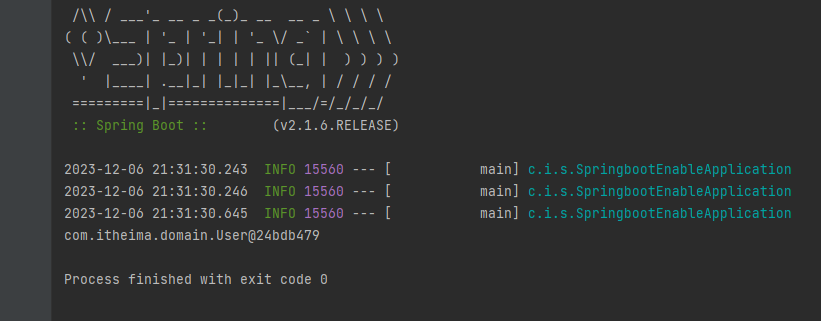 /\\ / ___'_ __ _ _(_)_ __  __ _ \ \ \ \
( ( )\___ | '_ | '_| | '_ \/ _` | \ \ \ \
 \\/  ___)| |_)| | | | | || (_| |  ) ) ) )
  '  |____| .__|_| |_|_| |_\__, | / / / /
 =========|_|==============|___/=/_/_/_/
 :: Spring Boot ::        (v2.1.6.RELEASE)
2023-12-06 21:31:30.243  INFO 15560 --- [           main] c.i.s.SpringbootEnableApplication
2023-12-06 21:31:30.246  INFO 15560 --- [           main] c.i.s.SpringbootEnableApplication
2023-12-06 21:31:30.645  INFO 15560 --- [           main] c.i.s.SpringbootEnableApplication
com.itheima.domain.User@24bdb479
Process finished with exit code 0